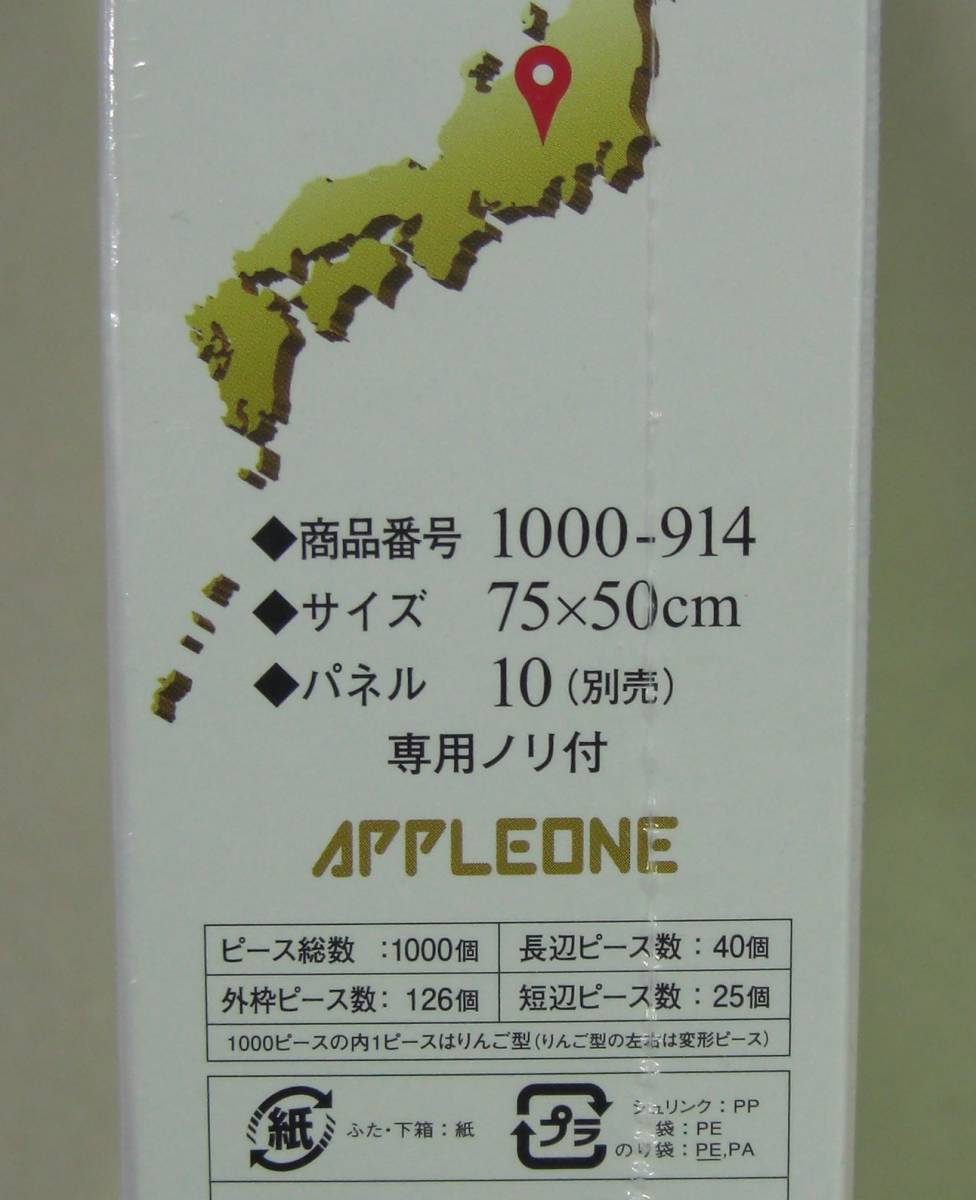 ◆商品番号 1000-914
◆サイズ 75×50cm
◆パネル 10（別売）
専用ノリ付
APPLEONE
ピース総数 :1000個
長辺ピース数：40個
外枠ピース数：126個
短辺ピース数：25個
1000ピースの内1ピースはりんご型（りんご型の左右は変形ピース）
紙
ふた・下箱：紙
プラ
シュリンク：PP
袋：PE
のり袋：PE,PA